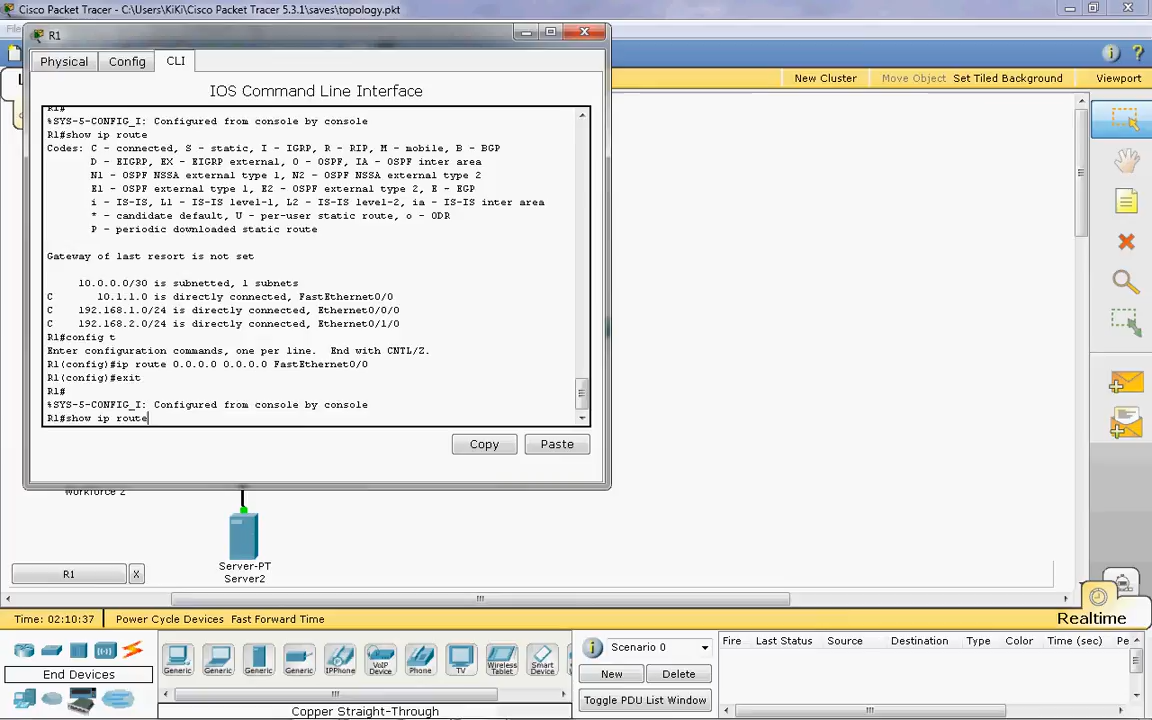 Cisco Packet Tracer - C:\Users\KiKi\Cisco Packet Tracer 5.3.1\saves\topology.pkt
R1
Physical
Config
CLI
New Cluster
Move Object
Set Tiled Background
Viewport
IOS Command Line Interface
R1#
%SYS-5-CONFIG_I: Configured from console by console
R1#show ip route
Codes: C - connected, S - static, I - IGRP, R - RIP, M - mobile, B - BGP
D - EIGRP, EX - EIGRP external, O - OSPF, IA - OSPF inter area
N1 - OSPF NSSA external type 1, N2 - OSPF NSSA external type 2
E1 - OSPF external type 1, E2 - OSPF external type 2, E - EGP
i - IS-IS, L1 - IS-IS level-1, L2 - IS-IS level-2, ia - IS-IS inter area
* - candidate default, U - per-user static route, o - ODR
P - periodic downloaded static route
Gateway of last resort is not set
10.0.0.0/30 is subnetted, 1 subnets
C 10.1.1.0 is directly connected, FastEthernet0/0
C 192.168.1.0/24 is directly connected, Ethernet0/0/0
C 192.168.2.0/24 is directly connected, Ethernet0/1/0
R1#config t
Enter configuration commands, one per line. End with CNTL/Z.
R1(config)#ip route 0.0.0.0 0.0.0.0 FastEthernet0/0
R1(config)#exit
R1#
%SYS-5-CONFIG_I: Configured from console by console
R1#show ip route
Copy
Paste
Workforce 2
Server-PT
Server2
R1
X
Time: 02:10:37
Power Cycle Devices
Fast Forward Time
Realtime
End Devices
Generic
Generic
Generic
Generic
IPPhone
VoIP
Device
Phone
TV
Wireless
Tablet
Smart
Device
Copper Straight-Through
Scenario 0
New
Delete
Toggle PDU List Window
Fire
Last Status
Source
Destination
Type
Color
Time (sec)
Pe